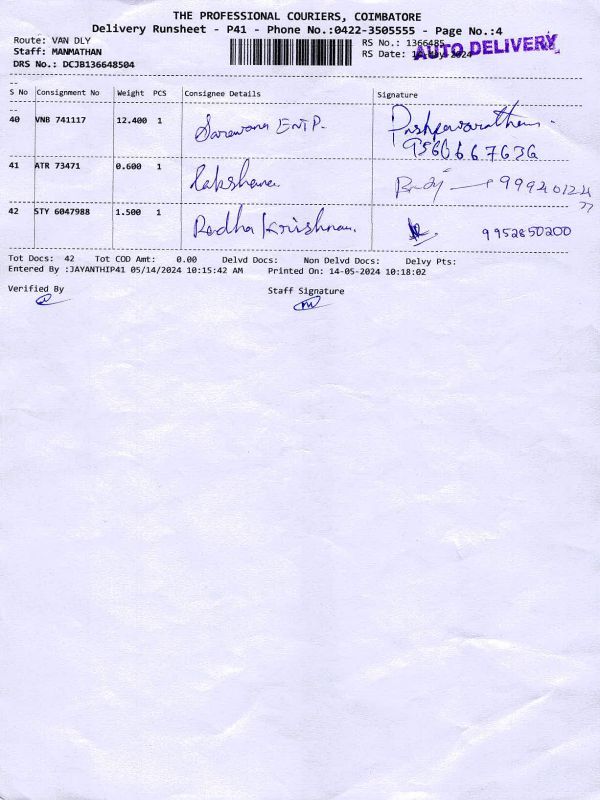 THE PROFESSIONAL COURIERS, COIMBATORE
Delivery Runsheet - P41 - Phone No.:0422-3505555 - Page No.:4
Route: VAN DLY
RS No.: 1366485
AUTO DELIVERY
Staff: MANMATHAN
RS Date: 14-May-2024
DRS No.: DCJB136648504
S No Consignment No Weight PCS Consignee Details Signature
40 VNB 741117 12.400 1 Saravana Ent P.
41 ATR 73471 0.600 1 Rakshana.
42 STY 6047988 1.500 1 Radha Krishnan. 9952850200
Tot Docs: 42 Tot COD Amt: 0.00 Delvd Docs: Non Delvd Docs: Delvy Pts:
Entered By :JAYANTHIP41 05/14/2024 10:15:42 AM Printed On: 14-05-2024 10:18:02
Verified By Staff Signature